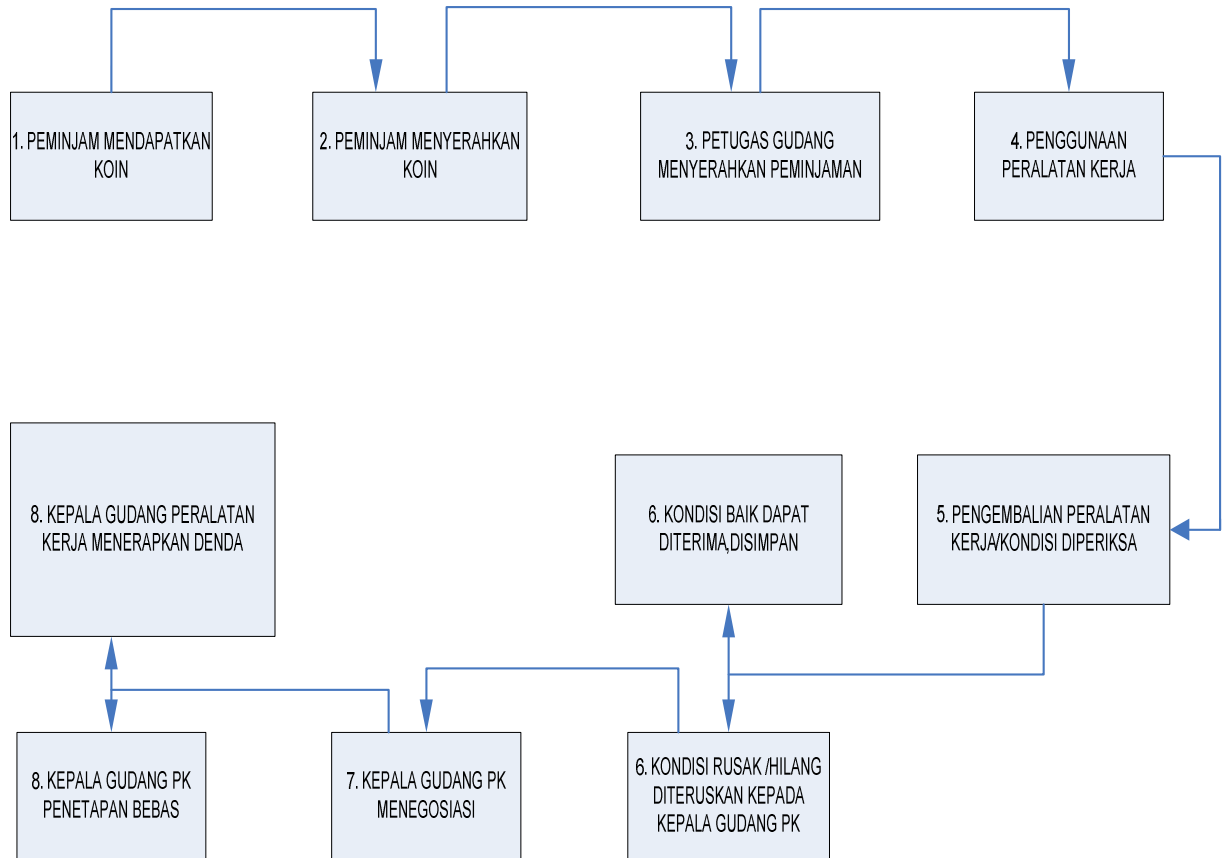 1. PEMINJAM MENDAPATKAN
KOIN
2. PEMINJAM MENYERAHKAN
KOIN
3. PETUGAS GUDANG
MENYERAHKAN PEMINJAMAN
4. PENGGUNAAN
PERALATAN KERJA
8. KEPALA GUDANG PERALATAN
KERJA MENERAPKAN DENDA
6. KONDISI BAIK DAPAT
DITERIMA,DISIMPAN
5. PENGEMBALIAN PERALATAN
KERJA/KONDISI DIPERIKSA
8. KEPALA GUDANG PK
PENETAPAN BEBAS
7. KEPALA GUDANG PK
MENEGOSIASI
6. KONDISI RUSAK /HILANG
DITERUSKAN KEPADA
KEPALA GUDANG PK